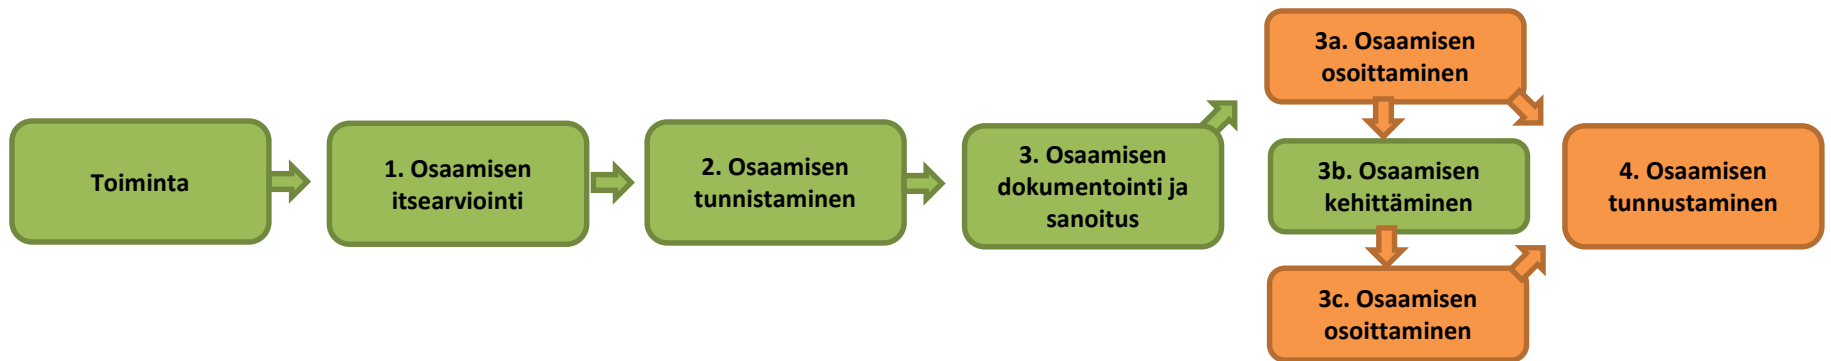 Toiminta
1. Osaamisen
itsearviointi
2. Osaamisen
tunnistaminen
3. Osaamisen
dokumentointi ja
sanoitus
3a. Osaamisen
osoittaminen
3b. Osaamisen
kehittäminen
3c. Osaamisen
osoittaminen
4. Osaamisen
tunnustaminen